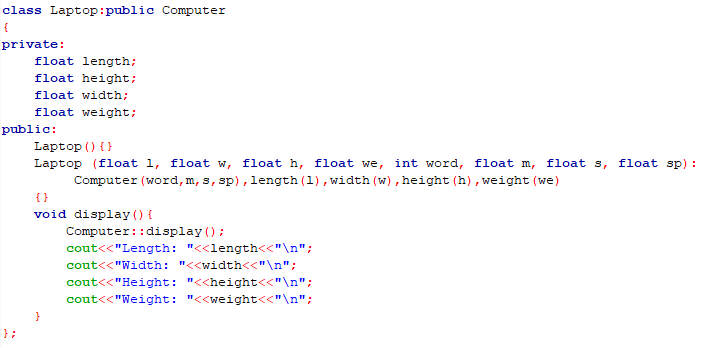 class Laptop:public Computer
{
private:
    float length;
    float height;
    float width;
    float weight;
public:
    Laptop(){}
    Laptop (float l, float w, float h, float we, int word, float m, float s, float sp):
         Computer(word,m,s,sp),length(l),width(w),height(h),weight(we)
    {}
    void display(){
        Computer::display();
        cout<<"Length: "<<length<<"\n";
        cout<<"Width: "<<width<<"\n";
        cout<<"Height: "<<height<<"\n";
        cout<<"Weight: "<<weight<<"\n";
    }
};